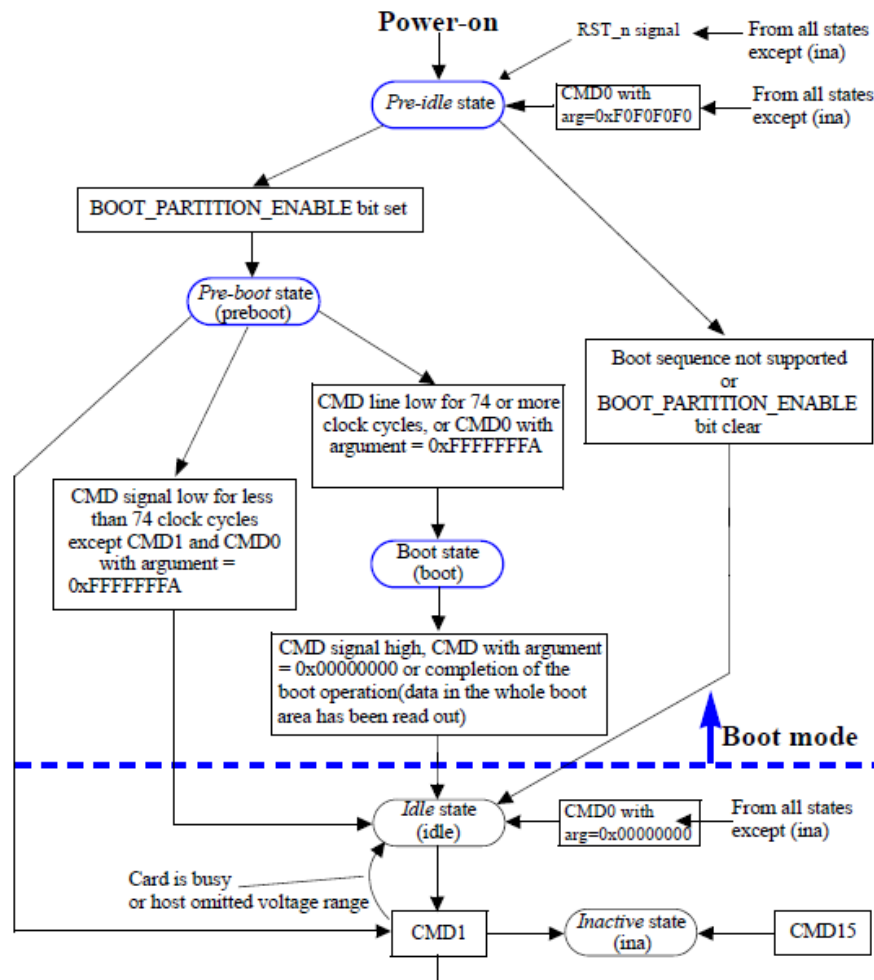 Power-on
RST_n signal
From all states
except (ina)
Pre-idle state
CMD0 with
arg=0xF0F0F0F0
From all states
except (ina)
BOOT_PARTITION_ENABLE bit set
Pre-boot state
(preboot)
Boot sequence not supported
or
BOOT_PARTITION_ENABLE
bit clear
CMD line low for 74 or more
clock cycles, or CMD0 with
argument = 0xFFFFFFFA
CMD signal low for less
than 74 clock cycles
except CMD1 and CMD0
with argument =
0xFFFFFFFA
Boot state
(boot)
CMD signal high, CMD with argument
= 0x00000000 or completion of the
boot operation(data in the whole boot
area has been read out)
Boot mode
Idle state
(idle)
CMD0 with
arg=0x00000000
From all states
except (ina)
Card is busy
or host omitted voltage range
CMD1
Inactive state
(ina)
CMD15